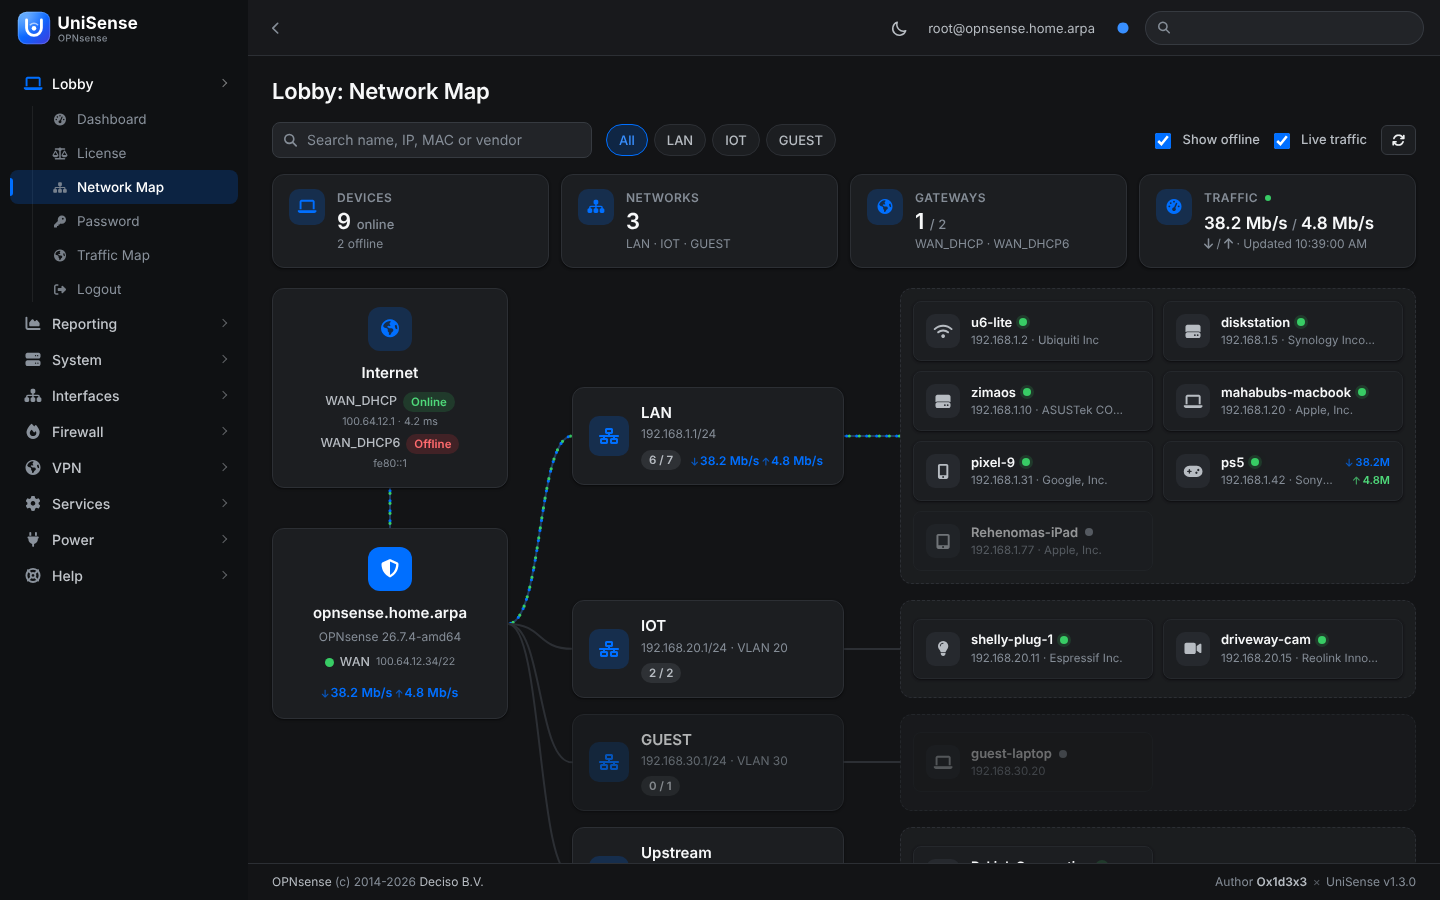 UniSense
OPNsense
Lobby
Dashboard
License
Network Map
Password
Traffic Map
Logout
Reporting
System
Interfaces
Firewall
VPN
Services
Power
Help
root@opnsense.home.arpa
Lobby: Network Map
Search name, IP, MAC or vendor
All
LAN
IOT
GUEST
Show offline
Live traffic
DEVICES
9 online
2 offline
NETWORKS
3
LAN · IOT · GUEST
GATEWAYS
1 / 2
WAN_DHCP · WAN_DHCP6
TRAFFIC
38.2 Mb/s / 4.8 Mb/s
↓ / ↑ · Updated 10:39:00 AM
Internet
WAN_DHCP Online
100.64.12.1 · 4.2 ms
WAN_DHCP6 Offline
fe80::1
opnsense.home.arpa
OPNsense 26.7.4-amd64
WAN 100.64.12.34/22
↓38.2 Mb/s ↑4.8 Mb/s
LAN
192.168.1.1/24
6 / 7 ↓38.2 Mb/s ↑4.8 Mb/s
u6-lite
192.168.1.2 · Ubiquiti Inc
diskstation
192.168.1.5 · Synology Inco...
zimaos
192.168.1.10 · ASUSTek CO...
mahabubs-macbook
192.168.1.20 · Apple, Inc.
pixel-9
192.168.1.31 · Google, Inc.
ps5 ↓38.2M
192.168.1.42 · Sony... ↑4.8M
Rehenomas-iPad
192.168.1.77 · Apple, Inc.
IOT
192.168.20.1/24 · VLAN 20
2 / 2
shelly-plug-1
192.168.20.11 · Espressif Inc.
driveway-cam
192.168.20.15 · Reolink Inno...
GUEST
192.168.30.1/24 · VLAN 30
0 / 1
guest-laptop
192.168.30.20
Upstream
OPNsense (c) 2014-2026 Deciso B.V.
Author Ox1d3x3 × UniSense v1.3.0